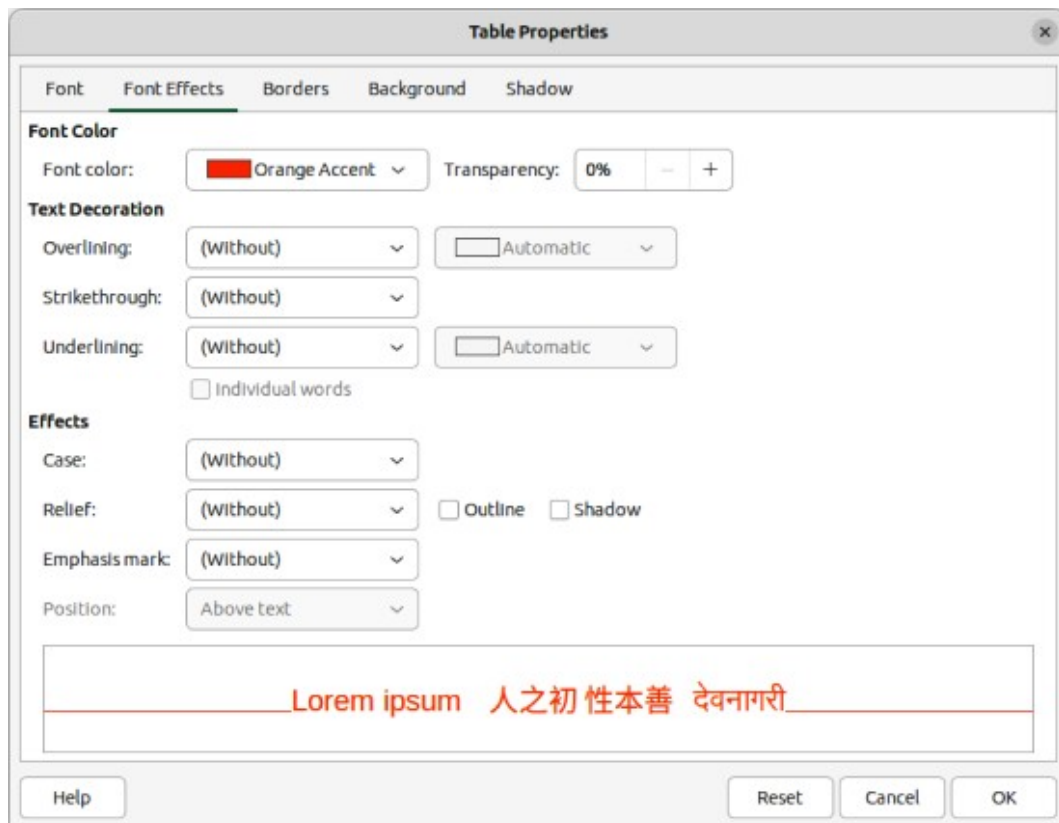 Table Properties
Font Font Effects Borders Background Shadow
Font Color
Font color: Orange Accent Transparency: 0%
Text Decoration
Overlining: (Without) Automatic
Strikethrough: (Without)
Underlining: (Without) Automatic
Individual words
Effects
Case: (Without)
Relief: (Without) Outline Shadow
Emphasis mark: (Without)
Position: Above text
Lorem ipsum 人之初 性本善 देवनागरी
Help Reset Cancel OK